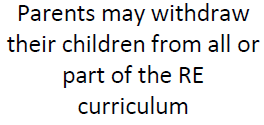 Parents may withdraw
their children from all or
part of the RE
curriculum